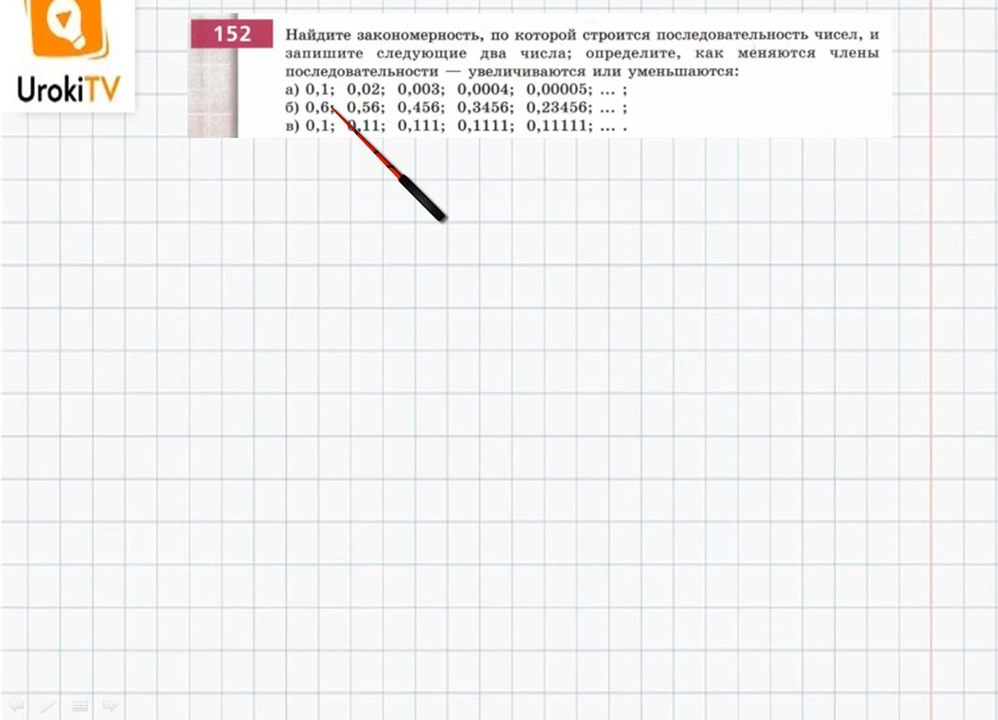 UrokiTV
152
Найдите закономерность, по которой строится последовательность чисел, и
запишите следующие два числа; определите, как меняются члены
последовательности — увеличиваются или уменьшаются:
а) 0,1; 0,02; 0,003; 0,0004; 0,00005; ... ;
б) 0,6; 0,56; 0,456; 0,3456; 0,23456; ... ;
в) 0,1; 0,11; 0,111; 0,1111; 0,11111; ... .